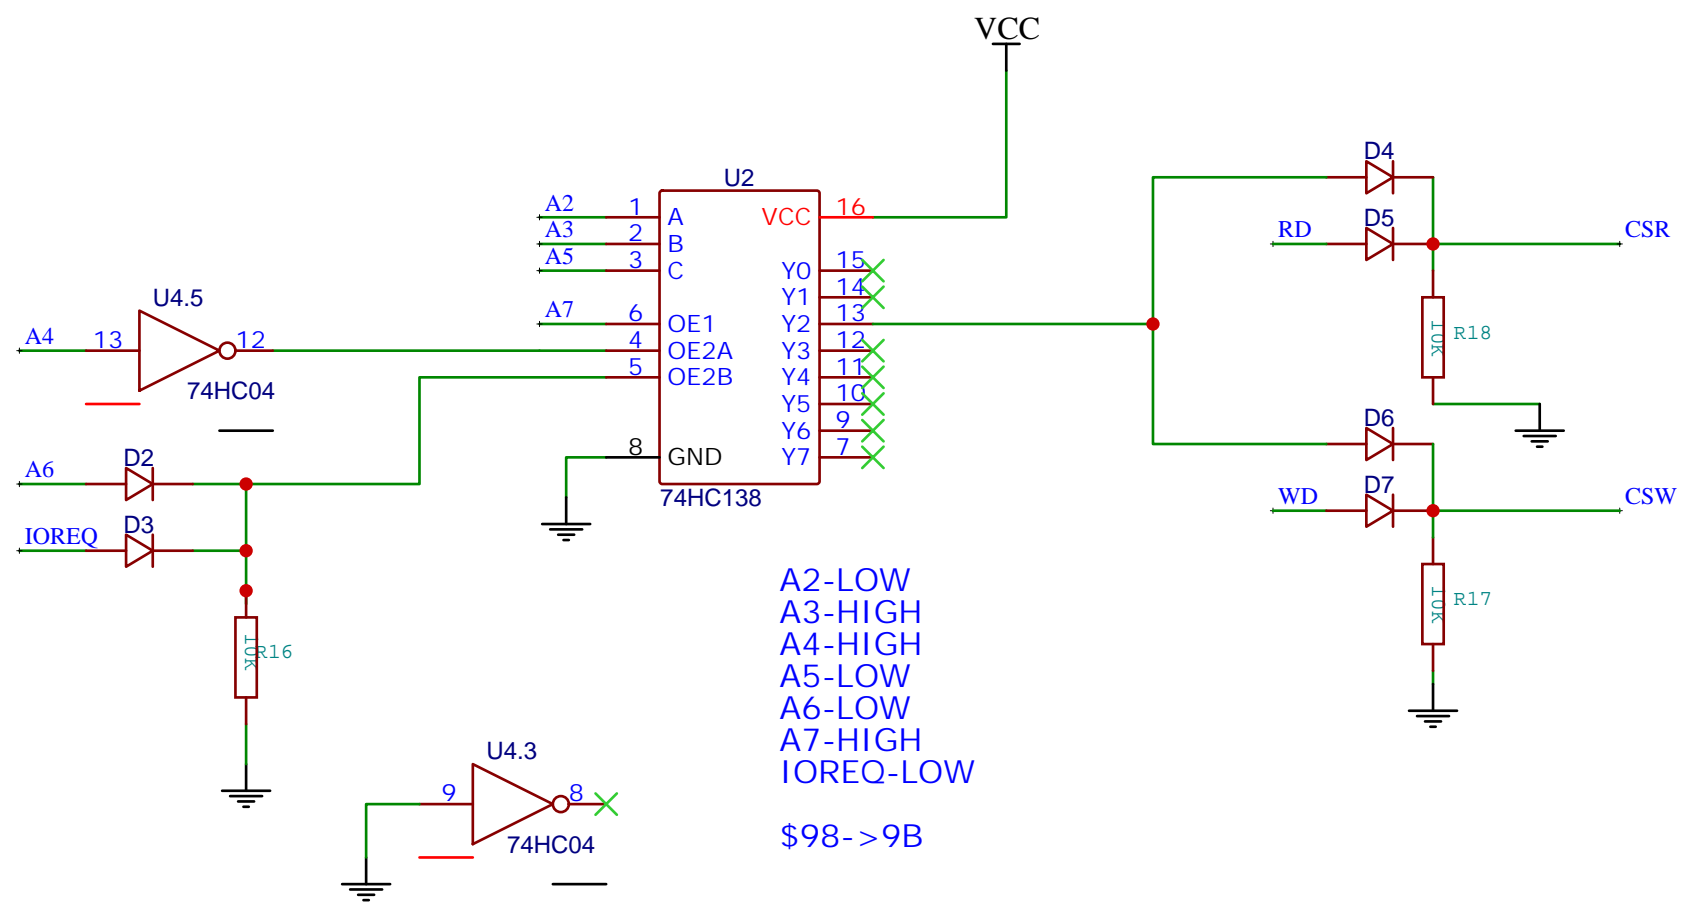 VCC
U2
A2
1
A
A3
2
B
A5
3
C
A7
6
OE1
4
OE2A
5
OE2B
8
GND
VCC
16
Y0
15
Y1
14
Y2
13
Y3
12
Y4
11
Y5
10
Y6
9
Y7
7
74HC138
U4.5
A4
13
12
74HC04
A6
D2
IOREQ
D3
10K
R16
U4.3
9
8
74HC04
D4
RD
D5
CSR
10K
R18
D6
WD
D7
CSW
10K
R17
A2-LOW
A3-HIGH
A4-HIGH
A5-LOW
A6-LOW
A7-HIGH
IOREQ-LOW
$98->9B